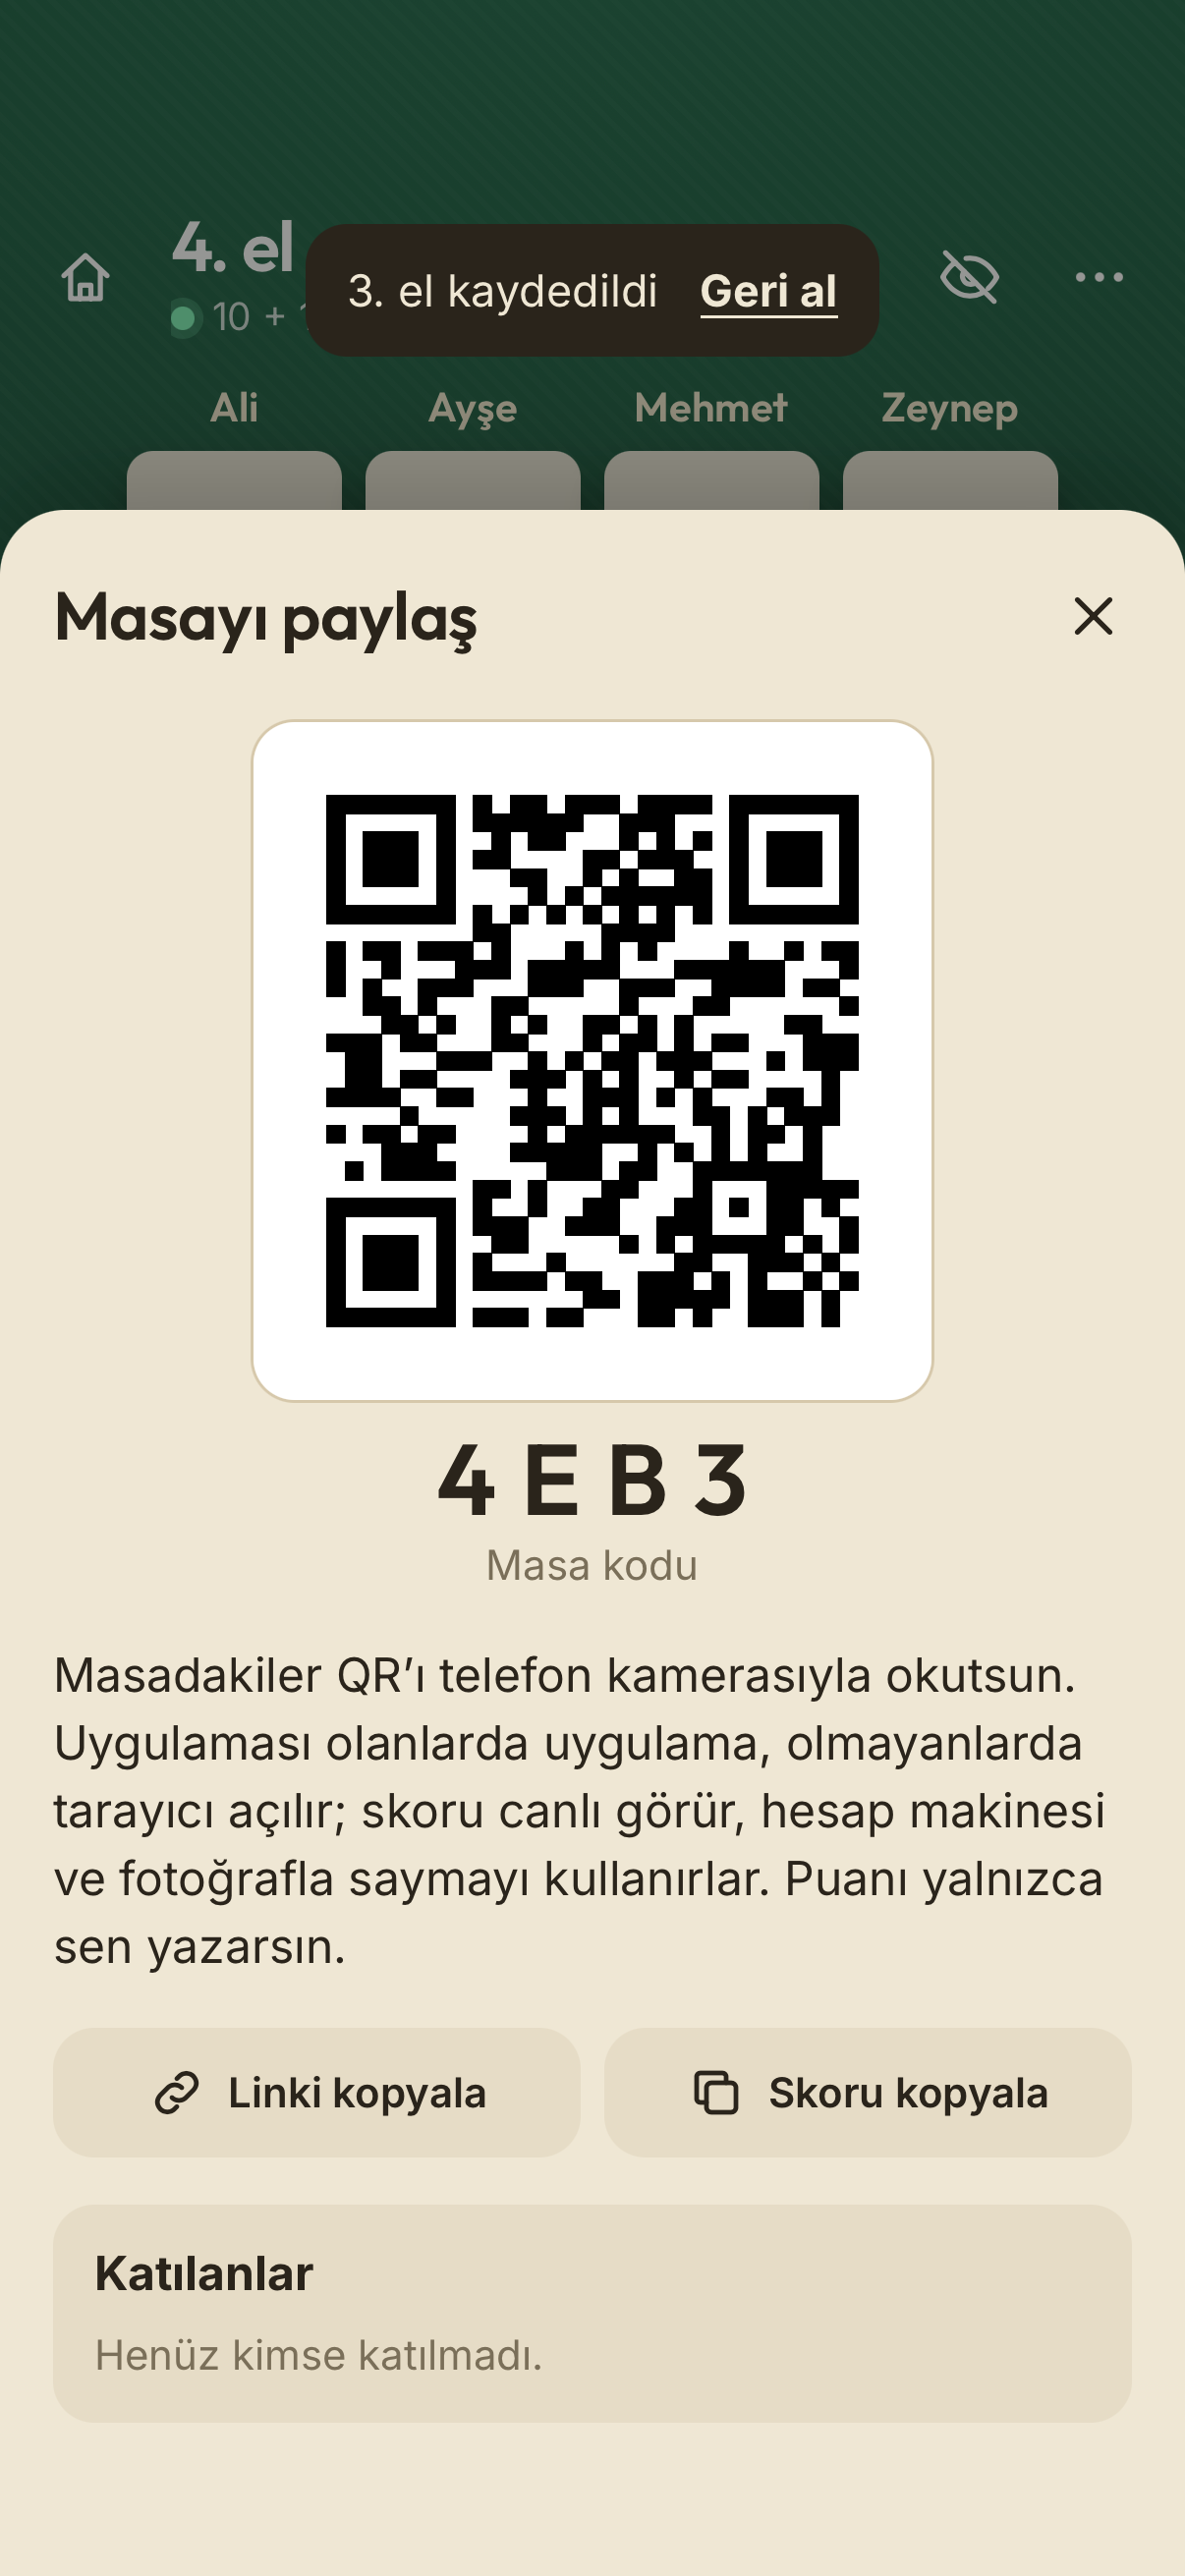 4. el
10 +
3. el kaydedildi Geri al
Ali Ayşe Mehmet Zeynep
Masayı paylaş
4EB3
Masa kodu
Masadakiler QR’ı telefon kamerasıyla okutsun.
Uygulaması olanlarda uygulama, olmayanlarda
tarayıcı açılır; skoru canlı görür, hesap makinesi
ve fotoğrafla saymayı kullanırlar. Puanı yalnızca
sen yazarsın.
Linki kopyala
Skoru kopyala
Katılanlar
Henüz kimse katılmadı.